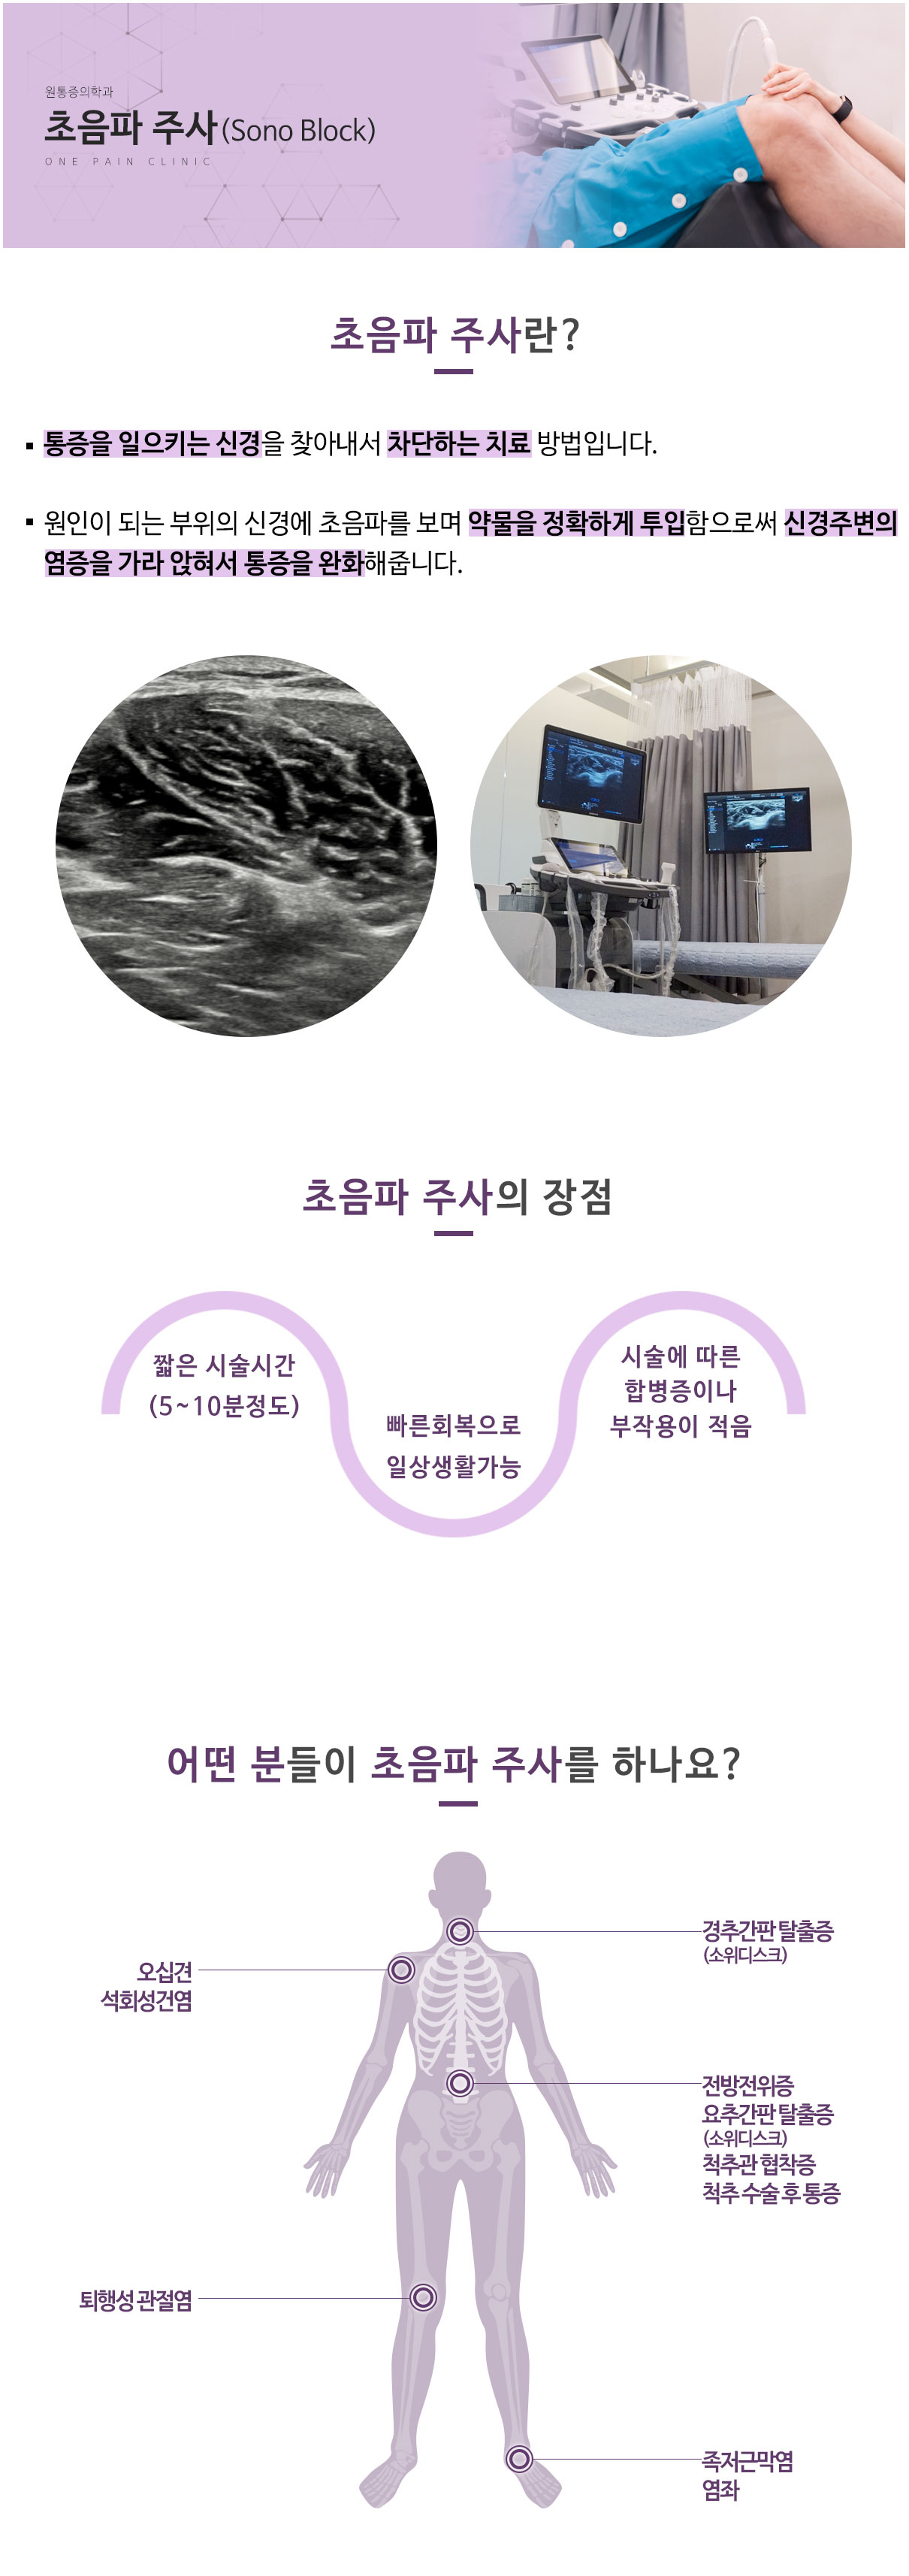 원통증의학과
초음파 주사(Sono Block)
ONE PAIN CLINIC
초음파 주사란?
▪ 통증을 일으키는 신경을 찾아내서 차단하는 치료 방법입니다.
▪ 원인이 되는 부위의 신경에 초음파를 보며 약물을 정확하게 투입함으로써 신경주변의
염증을 가라 앉혀서 통증을 완화해줍니다.
초음파 주사의 장점
짧은 시술시간
(5~10분정도)
빠른회복으로
일상생활가능
시술에 따른
합병증이나
부작용이 적음
어떤 분들이 초음파 주사를 하나요?
경추간판 탈출증
(소위디스크)
오십견
석회성건염
전방전위증
요추간판 탈출증
(소위디스크)
척추관 협착증
척추 수술 후 통증
퇴행성 관절염
족저근막염
염좌